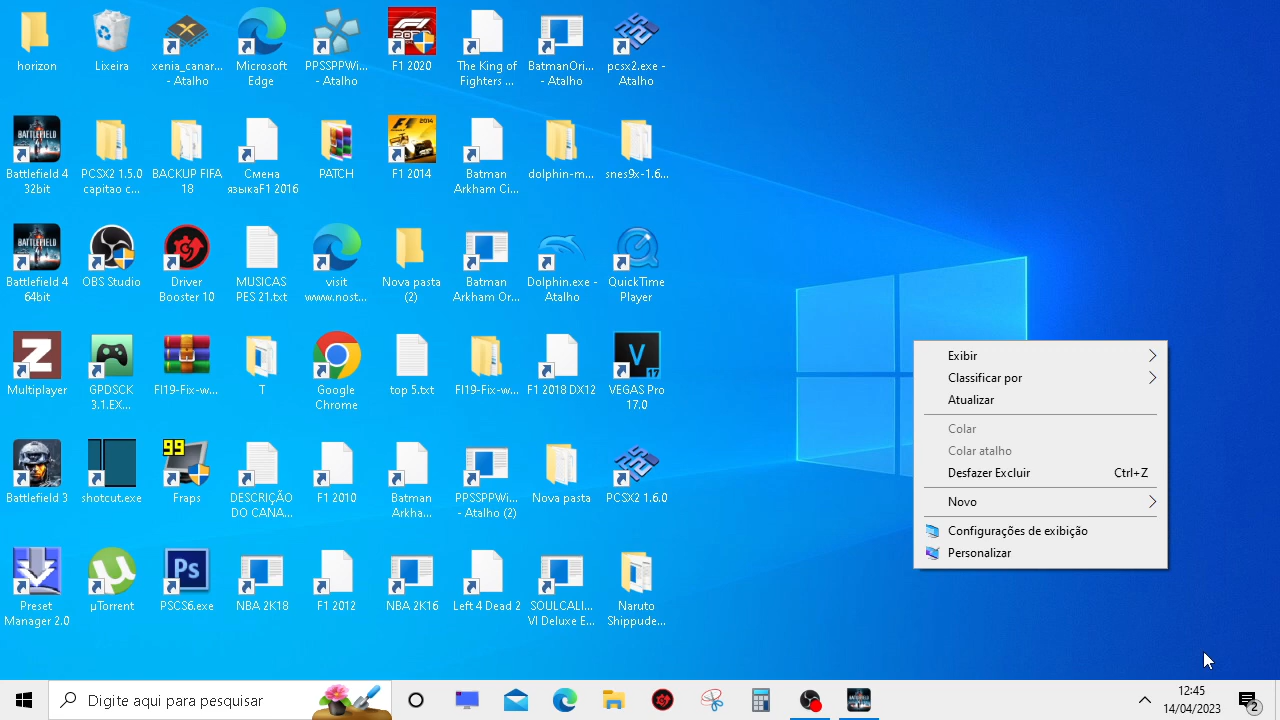 horizon
Lixeira
xenia_canar...
- Atalho
Microsoft
Edge
PPSSPPWi...
- Atalho
F1 2020
The King of
Fighters ...
BatmanOri...
- Atalho
pcsx2.exe -
Atalho
Battlefield 4
32bit
PCSX2 1.5.0
capitao c...
BACKUP FIFA
18
Смена
языкаF1 2016
PATCH
F1 2014
Batman
Arkham Ci...
dolphin-m...
snes9x-1.6...
Battlefield 4
64bit
OBS Studio
Driver
Booster 10
MUSICAS
PES 21.txt
visit
www.nost...
Nova pasta
(2)
Batman
Arkham Or...
Dolphin.exe -
Atalho
QuickTime
Player
Multiplayer
GPDSCK
3.1.EX...
FI19-Fix-w...
T
Google
Chrome
top 5.txt
FI19-Fix-w...
F1 2018 DX12
VEGAS Pro
17.0
Battlefield 3
shotcut.exe
Fraps
DESCRIÇÃO
DO CANA...
F1 2010
Batman
Arkha...
PPSSPPWi...
- Atalho (2)
Nova pasta
PCSX2 1.6.0
Preset
Manager 2.0
µTorrent
PSCS6.exe
NBA 2K18
F1 2012
NBA 2K16
Left 4 Dead 2
SOULCALI...
VI Deluxe E...
Naruto
Shippude...
Exibir
Classificar por
Atualizar
Colar
Colar atalho
Desfazer Excluir Ctrl+Z
Novo
Configurações de exibição
Personalizar
Digite aqui para pesquisar
12:45
14/04/2023
2